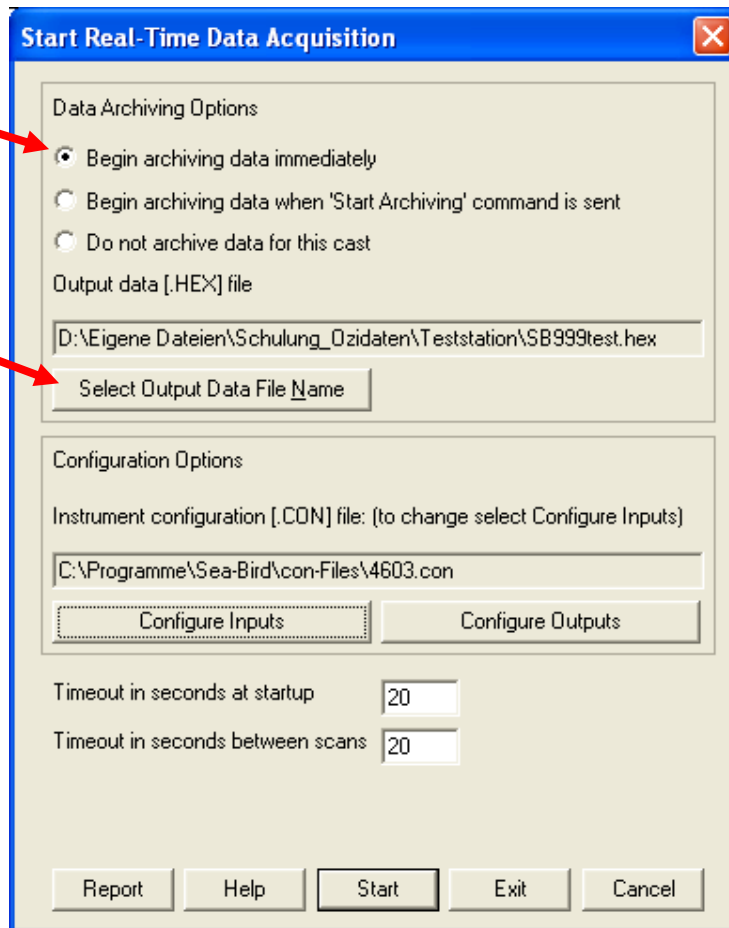 Start Real-Time Data Acquisition
Data Archiving Options
Begin archiving data immediately
Begin archiving data when 'Start Archiving' command is sent
Do not archive data for this cast
Output data [.HEX] file
D:\Eigene Dateien\Schulung_Ozidaten\Teststation\SB999test.hex
Select Output Data File Name
Configuration Options
Instrument configuration [.CON] file: (to change select Configure Inputs)
C:\Programme\Sea-Bird\con-Files\4603.con
Configure Inputs Configure Outputs
Timeout in seconds at startup 20
Timeout in seconds between scans 20
Report Help Start Exit Cancel